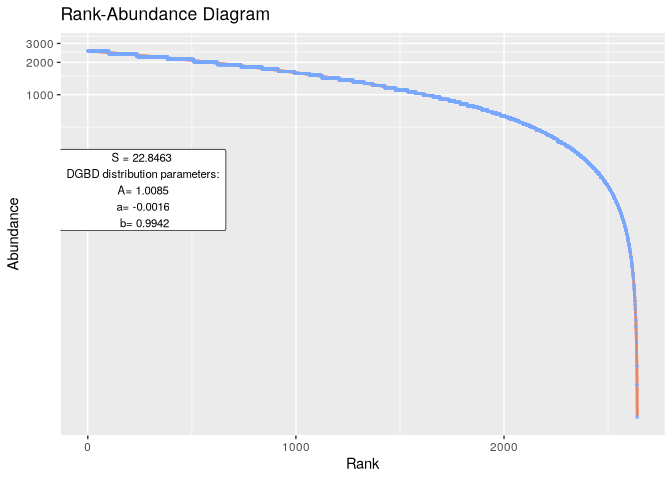 Rank-Abundance Diagram
3000
2000
1000
S = 22.8463
DGBD distribution parameters:
A= 1.0085
a= -0.0016
b= 0.9942
Abundance
0
1000
2000
Rank